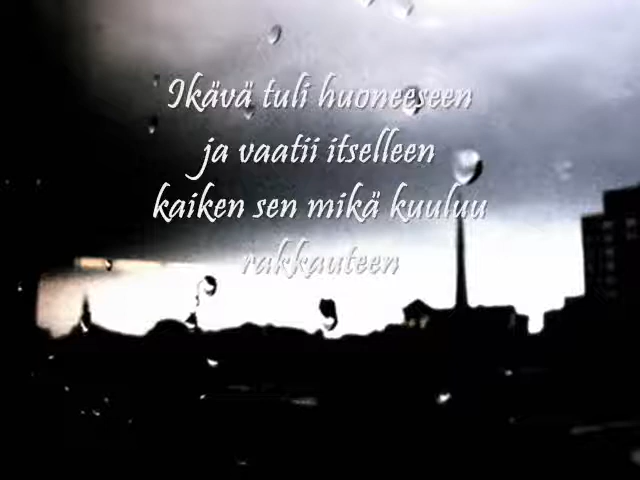 Ikävä tuli huoneeseen
ja vaatii itselleen
kaiken sen mikä kuuluu
rakkauteen